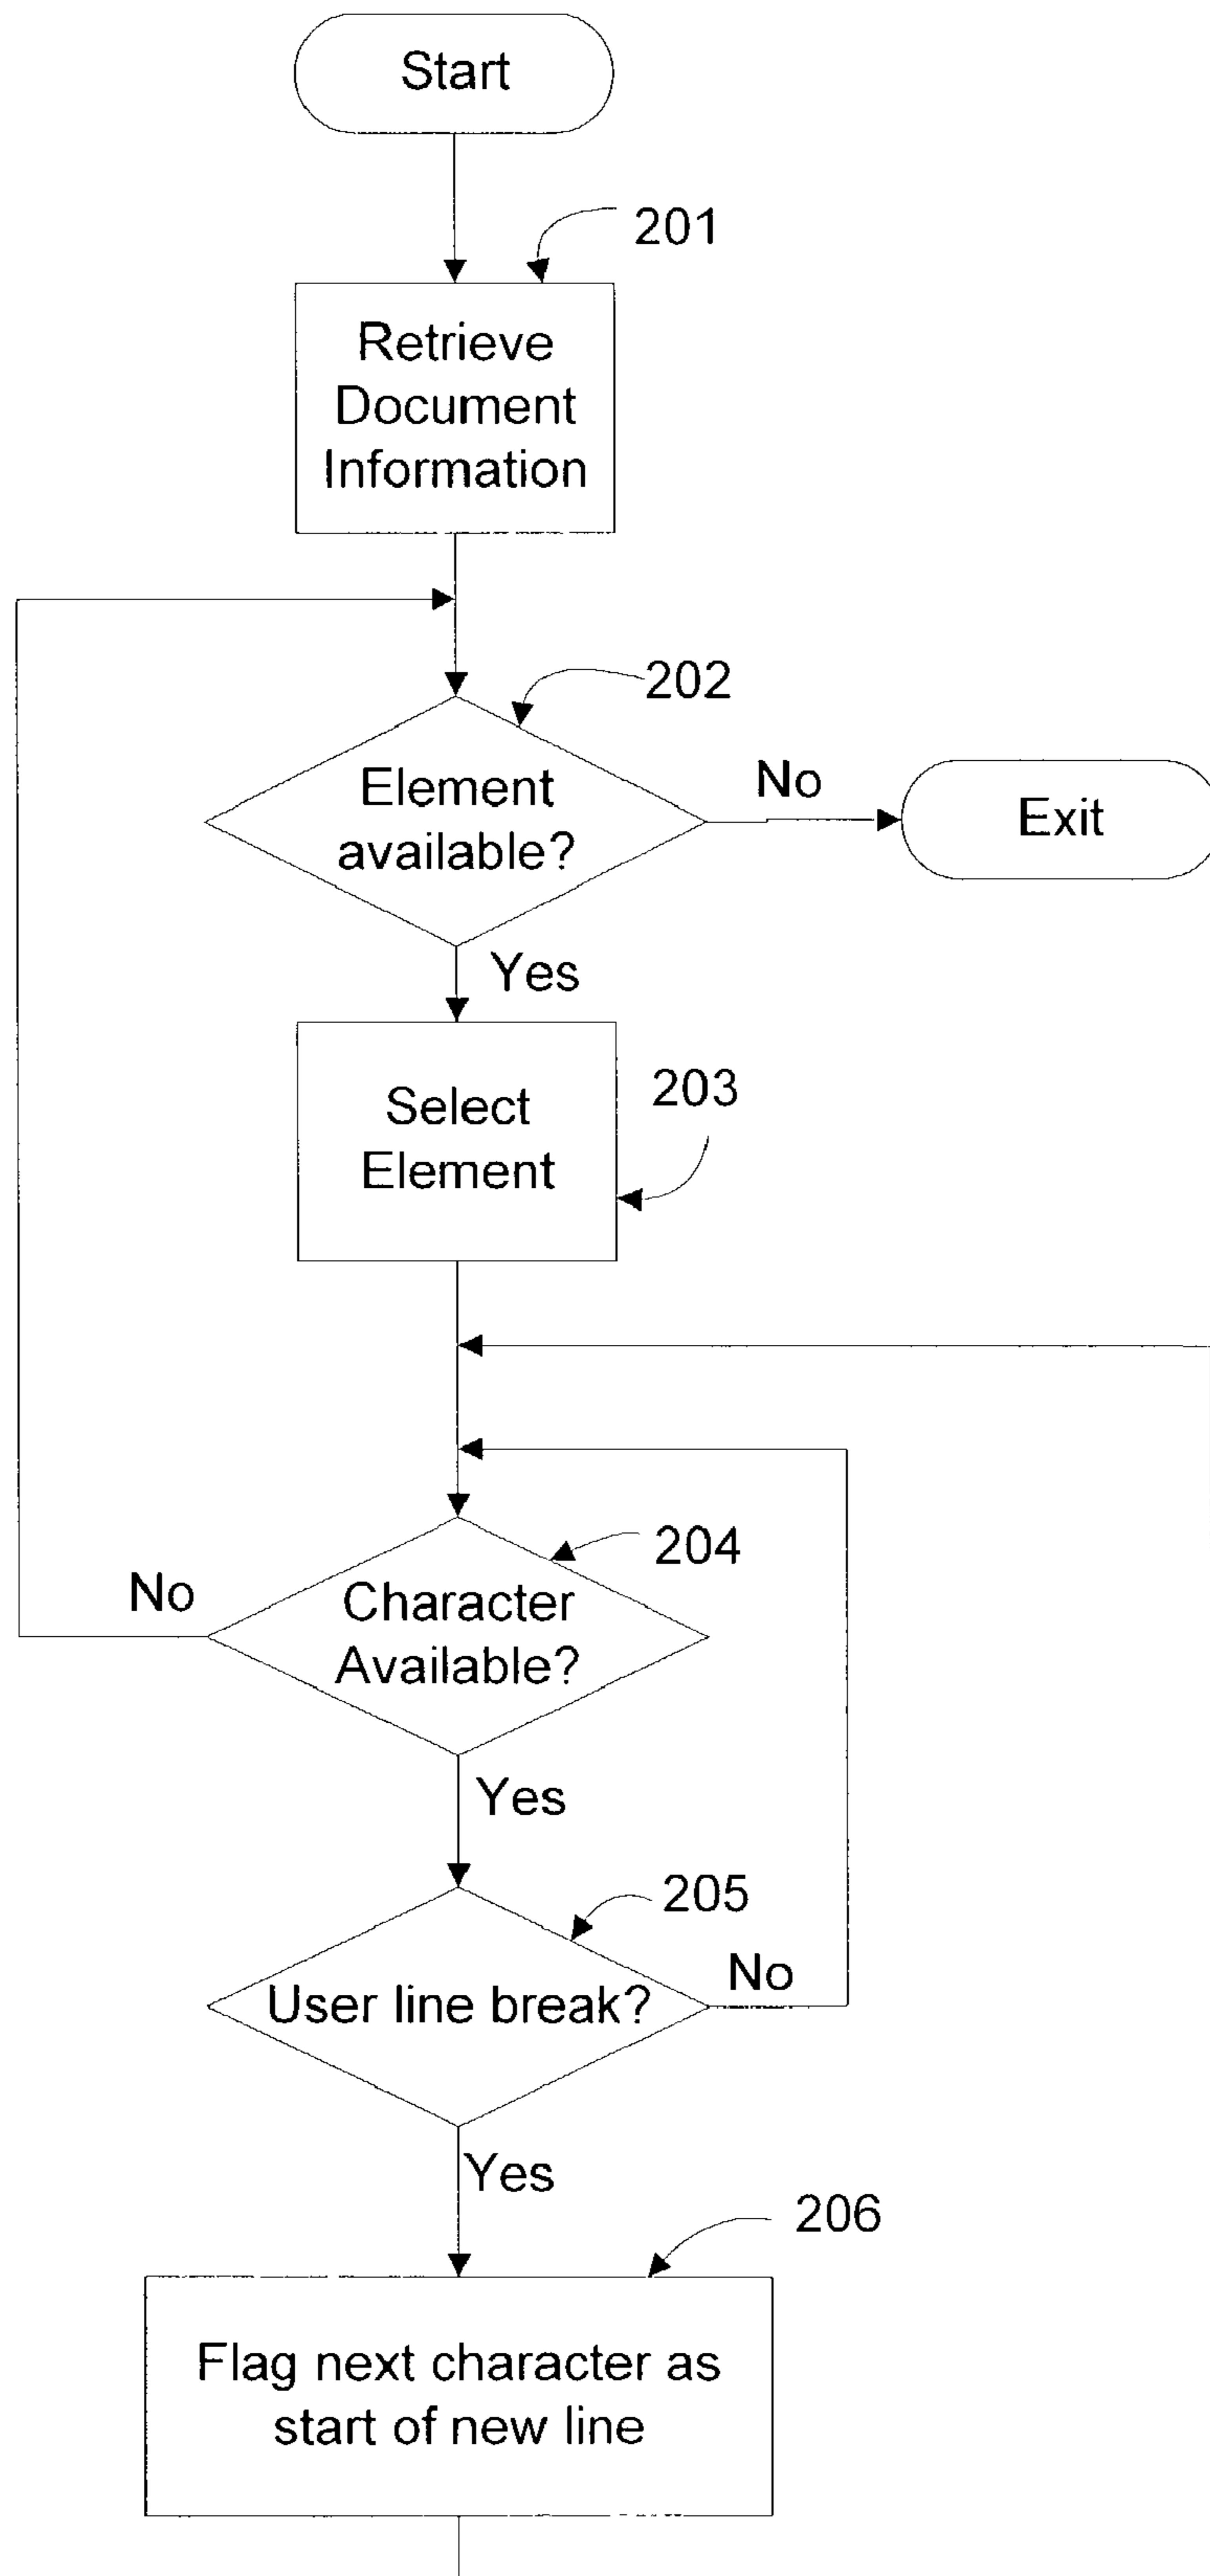 Start
201
Retrieve
Document
Information
202
Element
available?
No
Exit
Yes
203
Select
Element
204
No
Character
Available?
Yes
205
No
User line break?
Yes
206
Flag next character as
start of new line